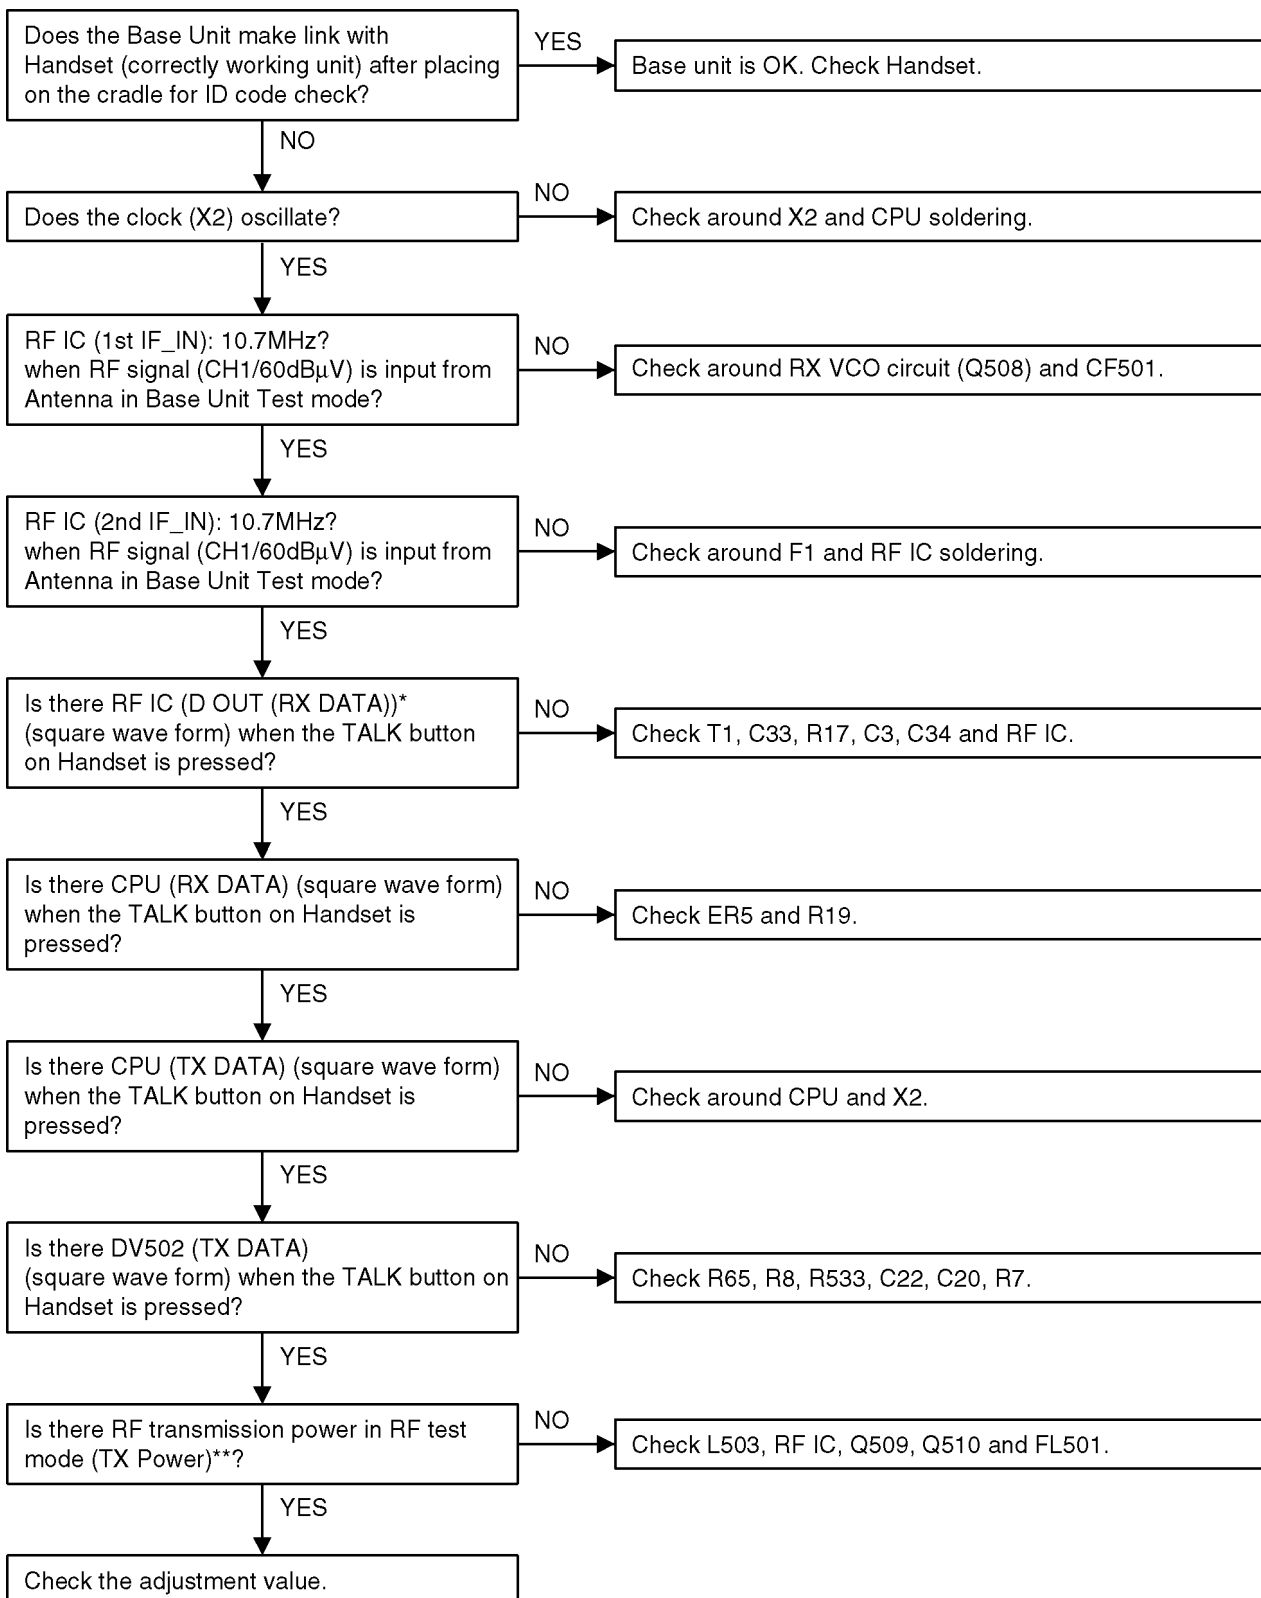 Does the Base Unit make link with
Handset (correctly working unit) after placing
on the cradle for ID code check?
YES
Base unit is OK. Check Handset.
NO
Does the clock (X2) oscillate?
NO
Check around X2 and CPU soldering.
YES
RF IC (1st IF_IN): 10.7MHz?
when RF signal (CH1/60dBμV) is input from
Antenna in Base Unit Test mode?
NO
Check around RX VCO circuit (Q508) and CF501.
YES
RF IC (2nd IF_IN): 10.7MHz?
when RF signal (CH1/60dBμV) is input from
Antenna in Base Unit Test mode?
NO
Check around F1 and RF IC soldering.
YES
Is there RF IC (D OUT (RX DATA))*
(square wave form) when the TALK button
on Handset is pressed?
NO
Check T1, C33, R17, C3, C34 and RF IC.
YES
Is there CPU (RX DATA) (square wave form)
when the TALK button on Handset is
pressed?
NO
Check ER5 and R19.
YES
Is there CPU (TX DATA) (square wave form)
when the TALK button on Handset is
pressed?
NO
Check around CPU and X2.
YES
Is there DV502 (TX DATA)
(square wave form) when the TALK button on
Handset is pressed?
NO
Check R65, R8, R533, C22, C20, R7.
YES
Is there RF transmission power in RF test
mode (TX Power)**?
NO
Check L503, RF IC, Q509, Q510 and FL501.
YES
Check the adjustment value.